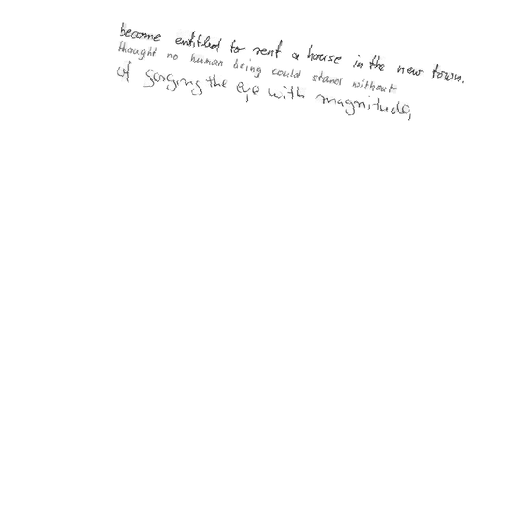 become entitled to rent a house in the new town.
thought no human being could stand without
of gorging the eye with magnitude,